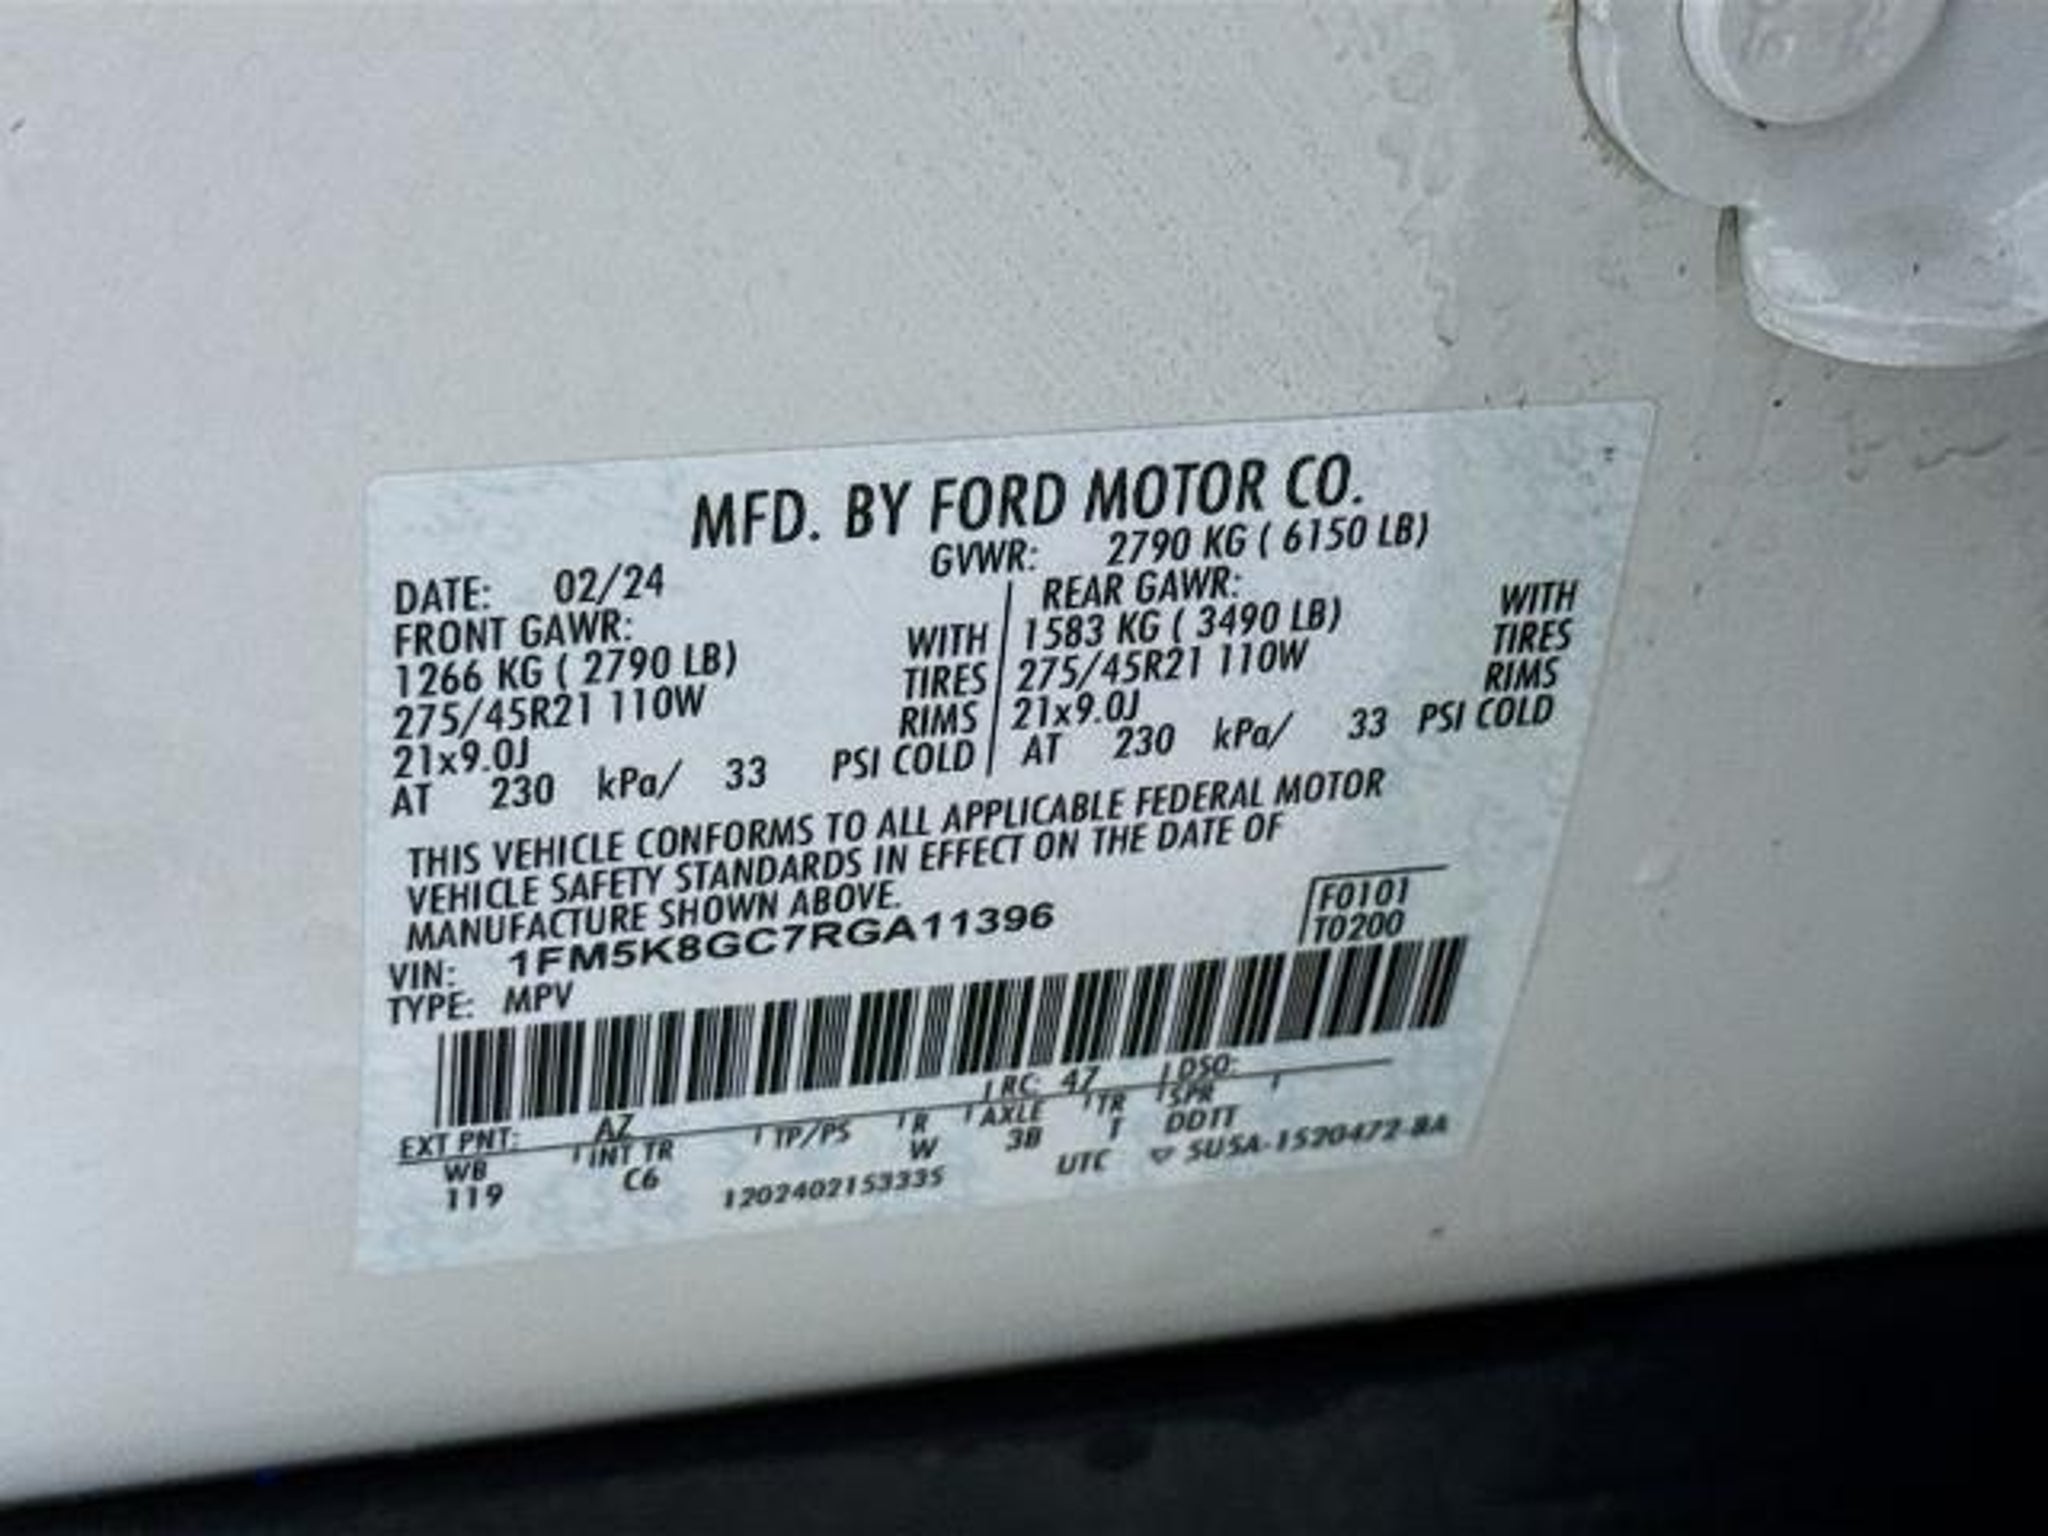 MFD. BY FORD MOTOR CO.
DATE: 02/24 GVWR: 2790 KG ( 6150 LB)
FRONT GAWR: REAR GAWR:
1266 KG ( 2790 LB) WITH 1583 KG ( 3490 LB) WITH
275/45R21 110W TIRES 275/45R21 110W TIRES
21x9.0J RIMS 21x9.0J RIMS
AT 230 kPa/ 33 PSI COLD AT 230 kPa/ 33 PSI COLD
THIS VEHICLE CONFORMS TO ALL APPLICABLE FEDERAL MOTOR
VEHICLE SAFETY STANDARDS IN EFFECT ON THE DATE OF
MANUFACTURE SHOWN ABOVE.
F0101
VIN: 1FM5K8GC7RGA11396 T0200
TYPE: MPV
EXT PNT: AZ RC: 47 DSO:
WB INT TR TP/PS R AXLE TR SPR
119 C6 W 3B T DDTT
1202402153335 UTC SU5A-1520472-BA